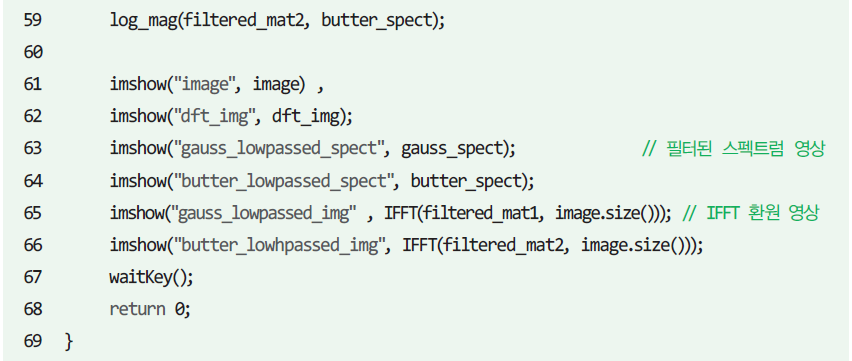 59 log_mag(filtered_mat2, butter_spect);
60
61 imshow("image", image) ,
62 imshow("dft_img", dft_img);
63 imshow("gauss_lowpassed_spect", gauss_spect); // 필터된 스펙트럼 영상
64 imshow("butter_lowpassed_spect", butter_spect);
65 imshow("gauss_lowpassed_img" , IFFT(filtered_mat1, image.size())); // IFFT 환원 영상
66 imshow("butter_lowhpassed_img", IFFT(filtered_mat2, image.size()));
67 waitKey();
68 return 0;
69 }